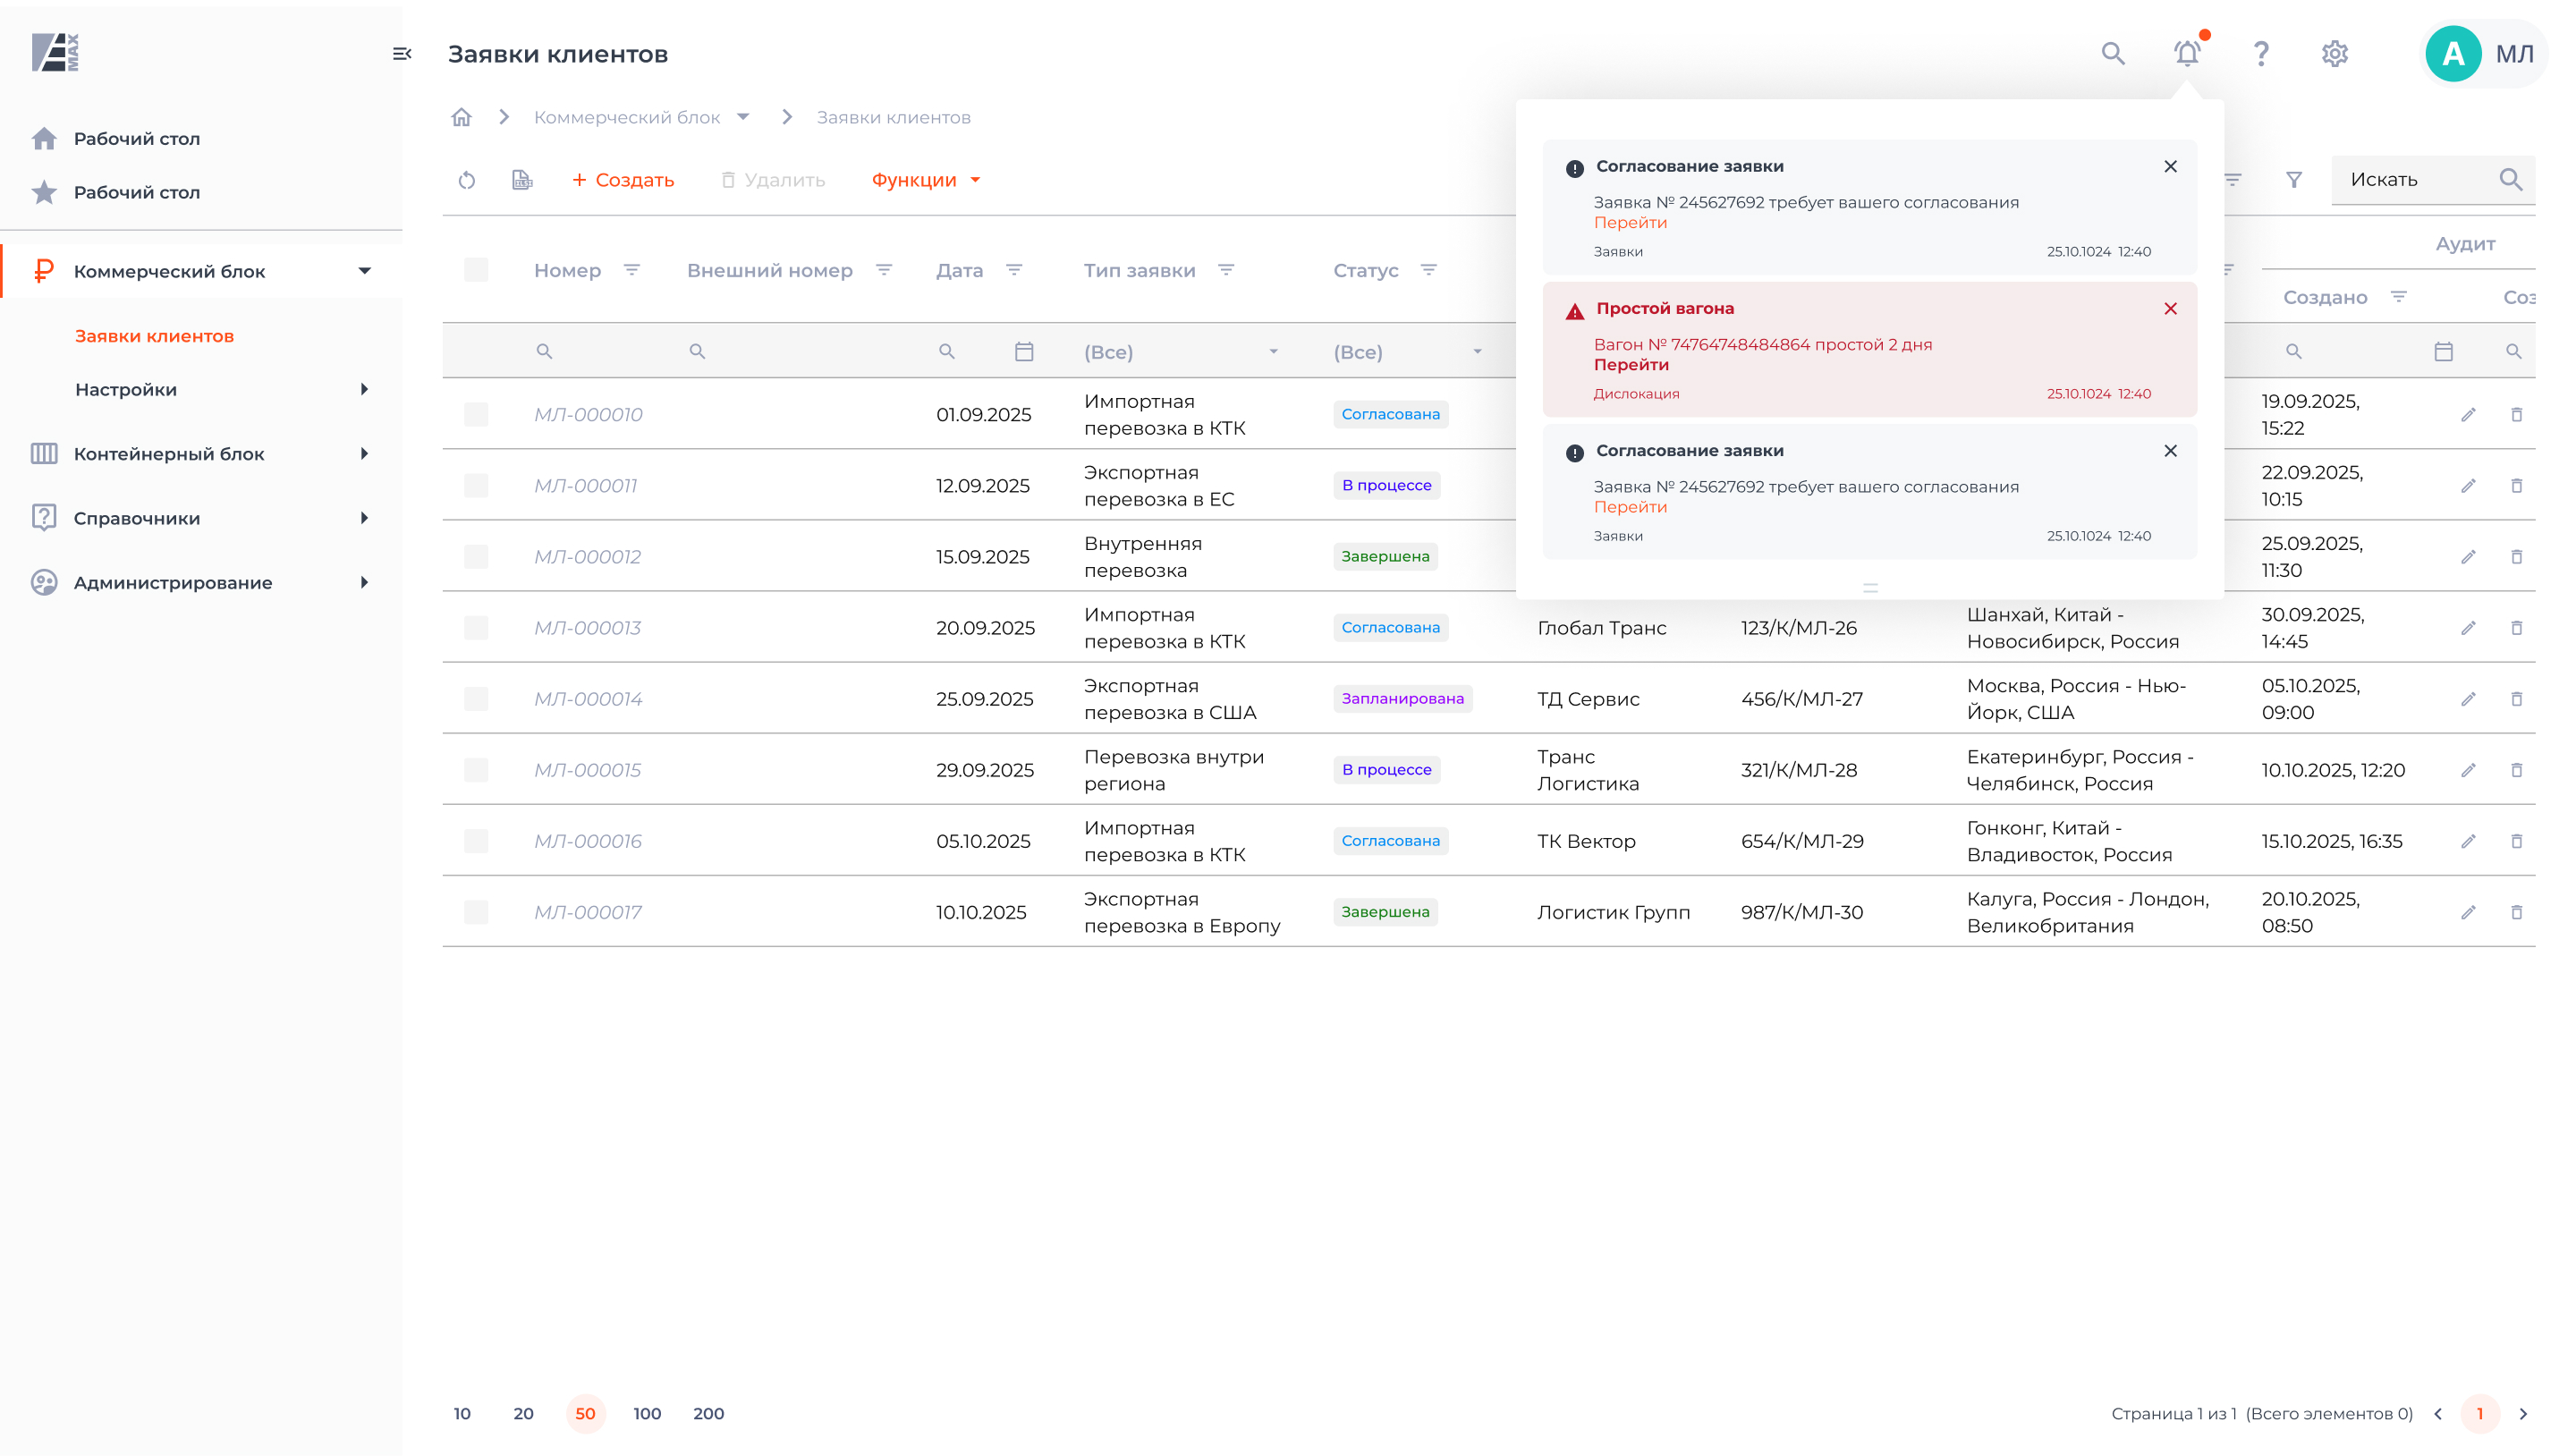 MAX
Рабочий стол
Рабочий стол
Коммерческий блок
Заявки клиентов
Настройки
Контейнерный блок
Справочники
Администрирование
Заявки клиентов
А МЛ
Коммерческий блок
Заявки клиентов
XLSX
+ Создать
Удалить
Функции
Искать
Согласование заявки
Заявка № 245627692 требует вашего согласования
Перейти
Заявки 25.10.1024 12:40
Простой вагона
Вагон № 74764748484864 простой 2 дня
Перейти
Дислокация 25.10.1024 12:40
Согласование заявки
Заявка № 245627692 требует вашего согласования
Перейти
Заявки 25.10.1024 12:40
Аудит
Номер Внешний номер Дата Тип заявки Статус
Создано Соз
(Все) (Все)
МЛ-000010 01.09.2025 Импортная перевозка в КТК Согласована 19.09.2025, 15:22
МЛ-000011 12.09.2025 Экспортная перевозка в ЕС В процессе 22.09.2025, 10:15
МЛ-000012 15.09.2025 Внутренняя перевозка Завершена 25.09.2025, 11:30
МЛ-000013 20.09.2025 Импортная перевозка в КТК Согласована Глобал Транс 123/К/МЛ-26 Шанхай, Китай - Новосибирск, Россия 30.09.2025, 14:45
МЛ-000014 25.09.2025 Экспортная перевозка в США Запланирована ТД Сервис 456/К/МЛ-27 Москва, Россия - Нью-Йорк, США 05.10.2025, 09:00
МЛ-000015 29.09.2025 Перевозка внутри региона В процессе Транс Логистика 321/К/МЛ-28 Екатеринбург, Россия - Челябинск, Россия 10.10.2025, 12:20
МЛ-000016 05.10.2025 Импортная перевозка в КТК Согласована ТК Вектор 654/К/МЛ-29 Гонконг, Китай - Владивосток, Россия 15.10.2025, 16:35
МЛ-000017 10.10.2025 Экспортная перевозка в Европу Завершена Логистик Групп 987/К/МЛ-30 Калуга, Россия - Лондон, Великобритания 20.10.2025, 08:50
10 20 50 100 200
Страница 1 из 1 (Всего элементов 0) 1